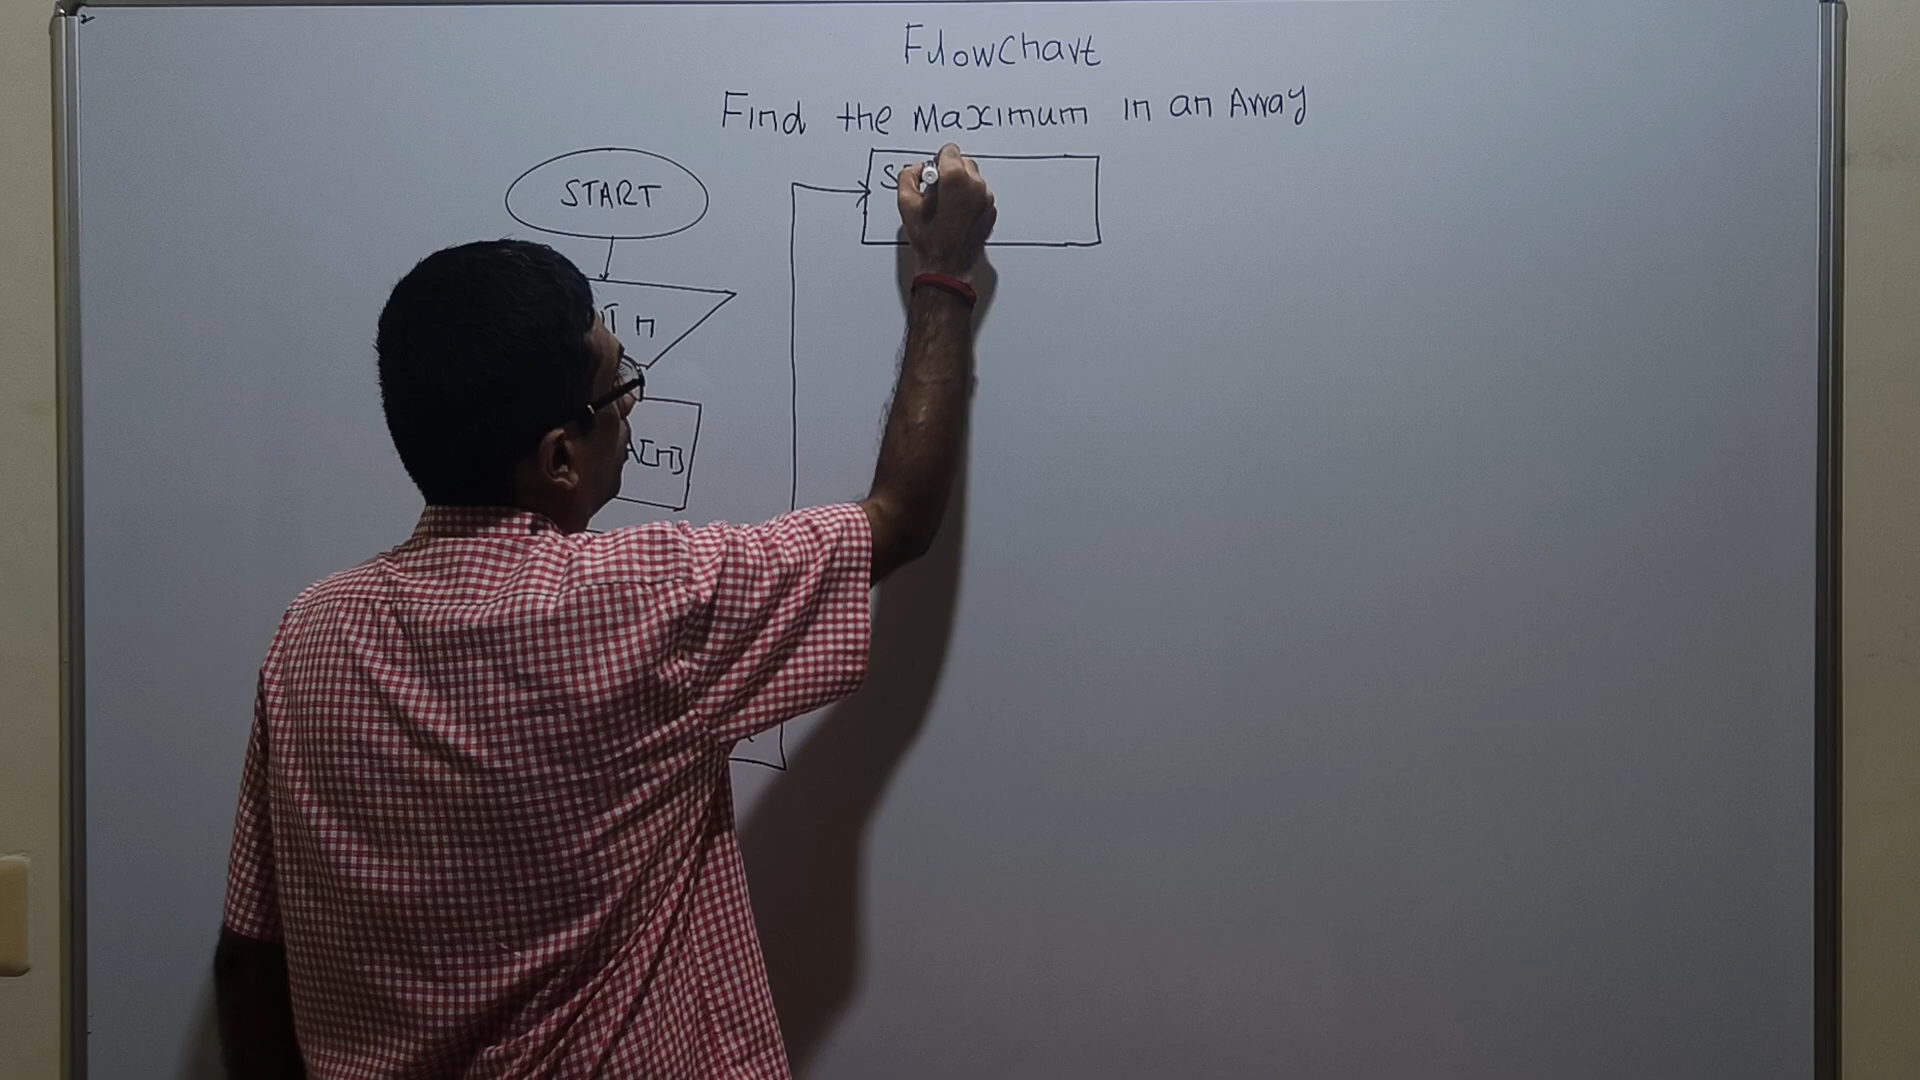 Flowchart
Find the Maximum in an Array
START
n
A[n]